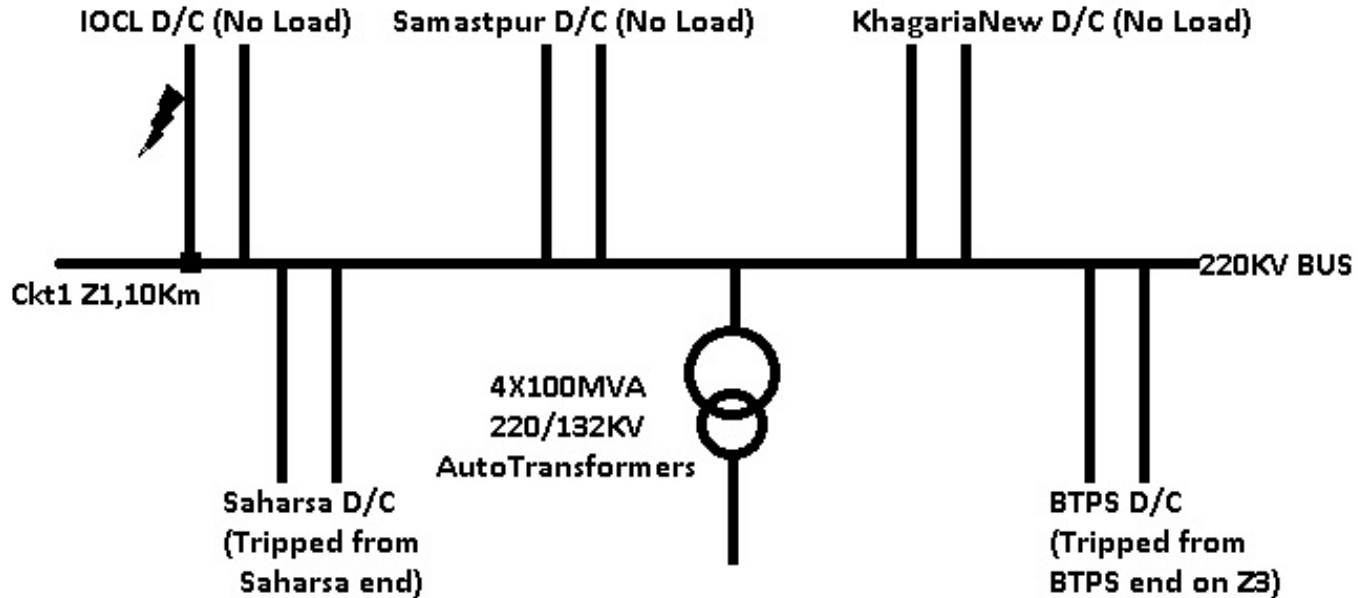 IOCL D/C (No Load)
Samastpur D/C (No Load)
KhagariaNew D/C (No Load)
220KV BUS
Ckt1 Z1,10Km
4X100MVA
220/132KV
AutoTransformers
Saharsa D/C
(Tripped from
Saharsa end)
BTPS D/C
(Tripped from
BTPS end on Z3)